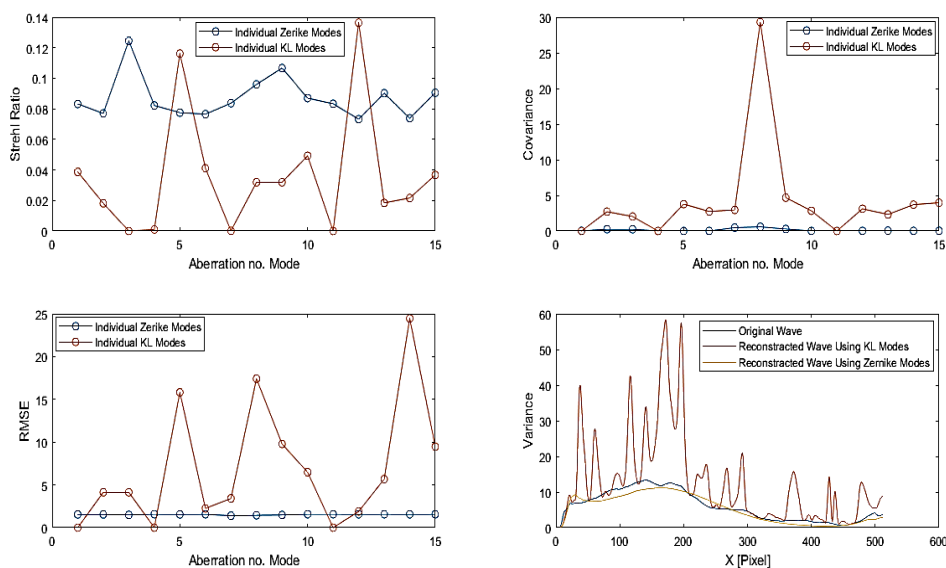 0.14
0.12
0.1
0.08
0.06
0.04
0.02
0
0
5
10
15
Strehl Ratio
Aberration no. Mode
Individual Zerike Modes
Individual KL Modes
30
25
20
15
10
5
0
0
5
10
15
Covariance
Aberration no. Mode
Individual Zerike Modes
Individual KL Modes
25
20
15
10
5
0
0
5
10
15
RMSE
Aberration no. Mode
Individual Zerike Modes
Individual KL Modes
60
50
40
30
20
10
0
0
100
200
300
400
500
600
Variance
X [Pixel]
Original Wave
Reconstracted Wave Using KL Modes
Reconstracted Wave Using Zernike Modes